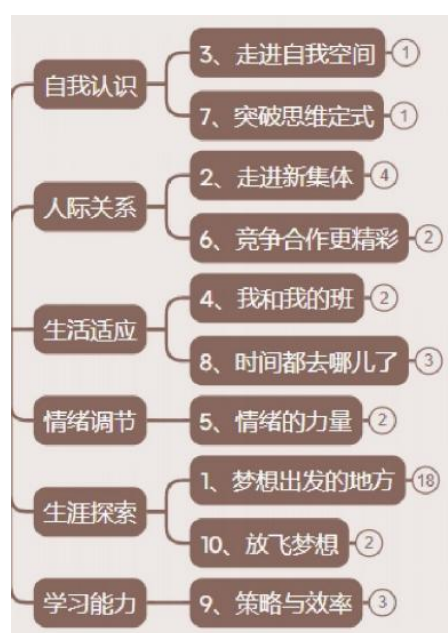 自我认识
3、走进自我空间 1
7、突破思维定式 1
人际关系
2、走进新集体 4
6、竞争合作更精彩 2
生活适应
4、我和我的班 2
8、时间都去哪儿了 3
情绪调节
5、情绪的力量 2
生涯探索
1、梦想出发的地方 18
10、放飞梦想 2
学习能力
9、策略与效率 3